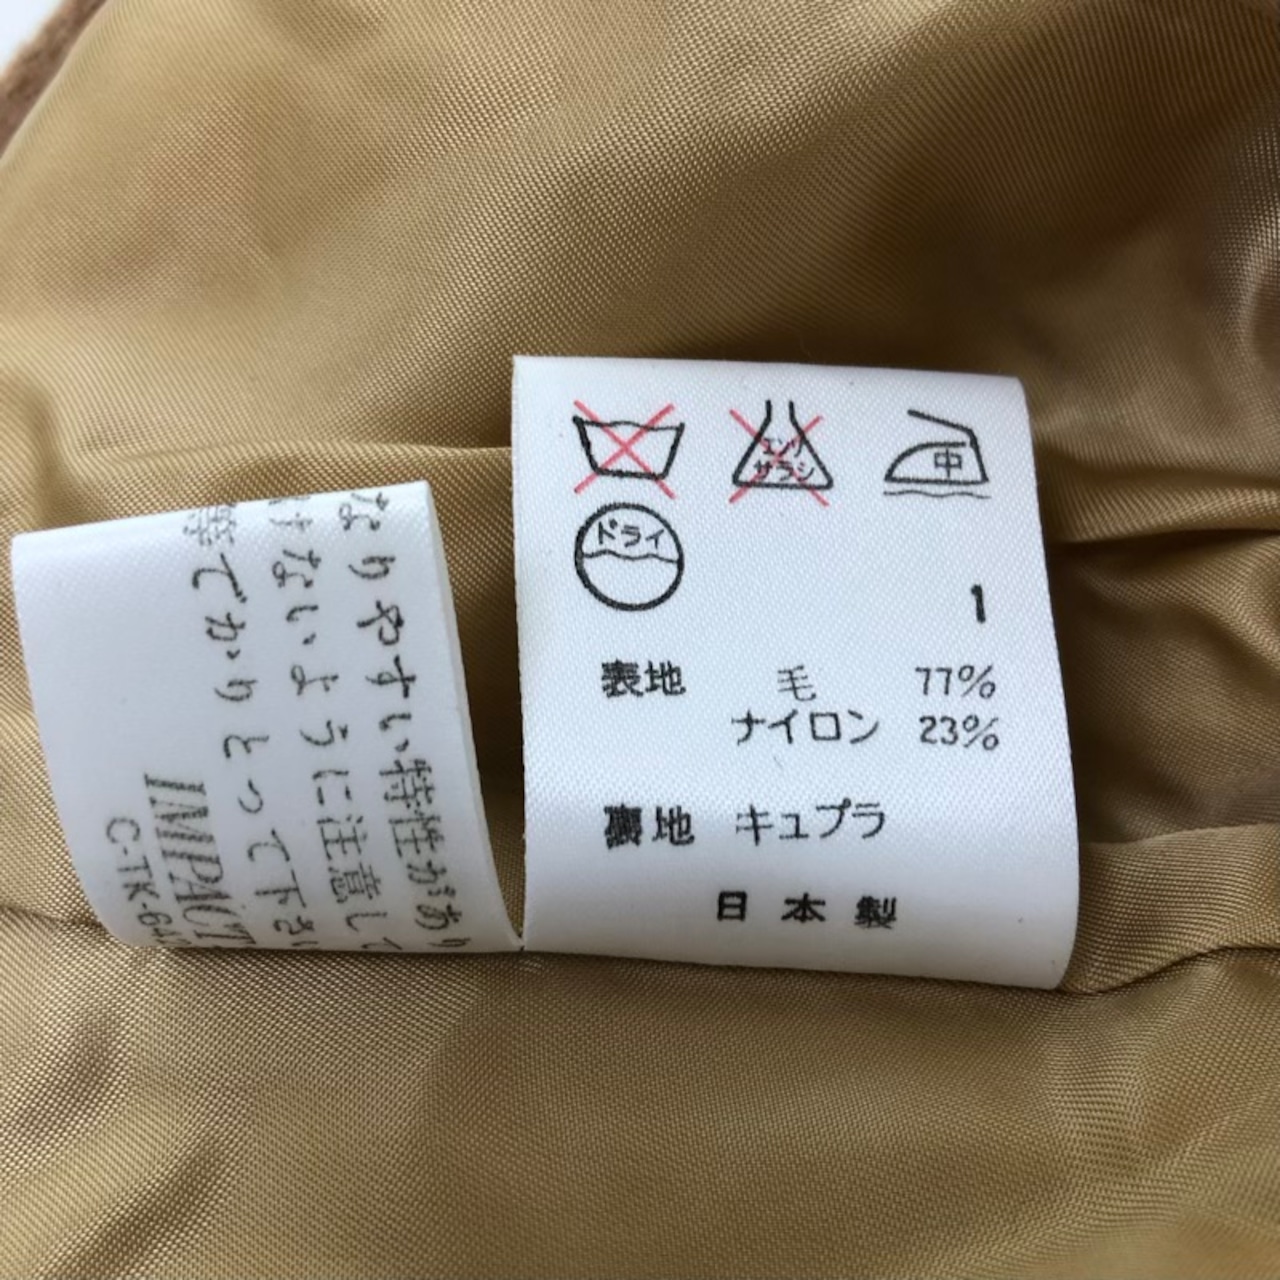 エンソ
サラシ
中
ドライ
1
表地 毛 77%
ナイロン 23%
裏地 キュプラ
日本製
なりやすい特性があり
けないように注意して
等でかりとって下さい
IMPACT
C-TK-64